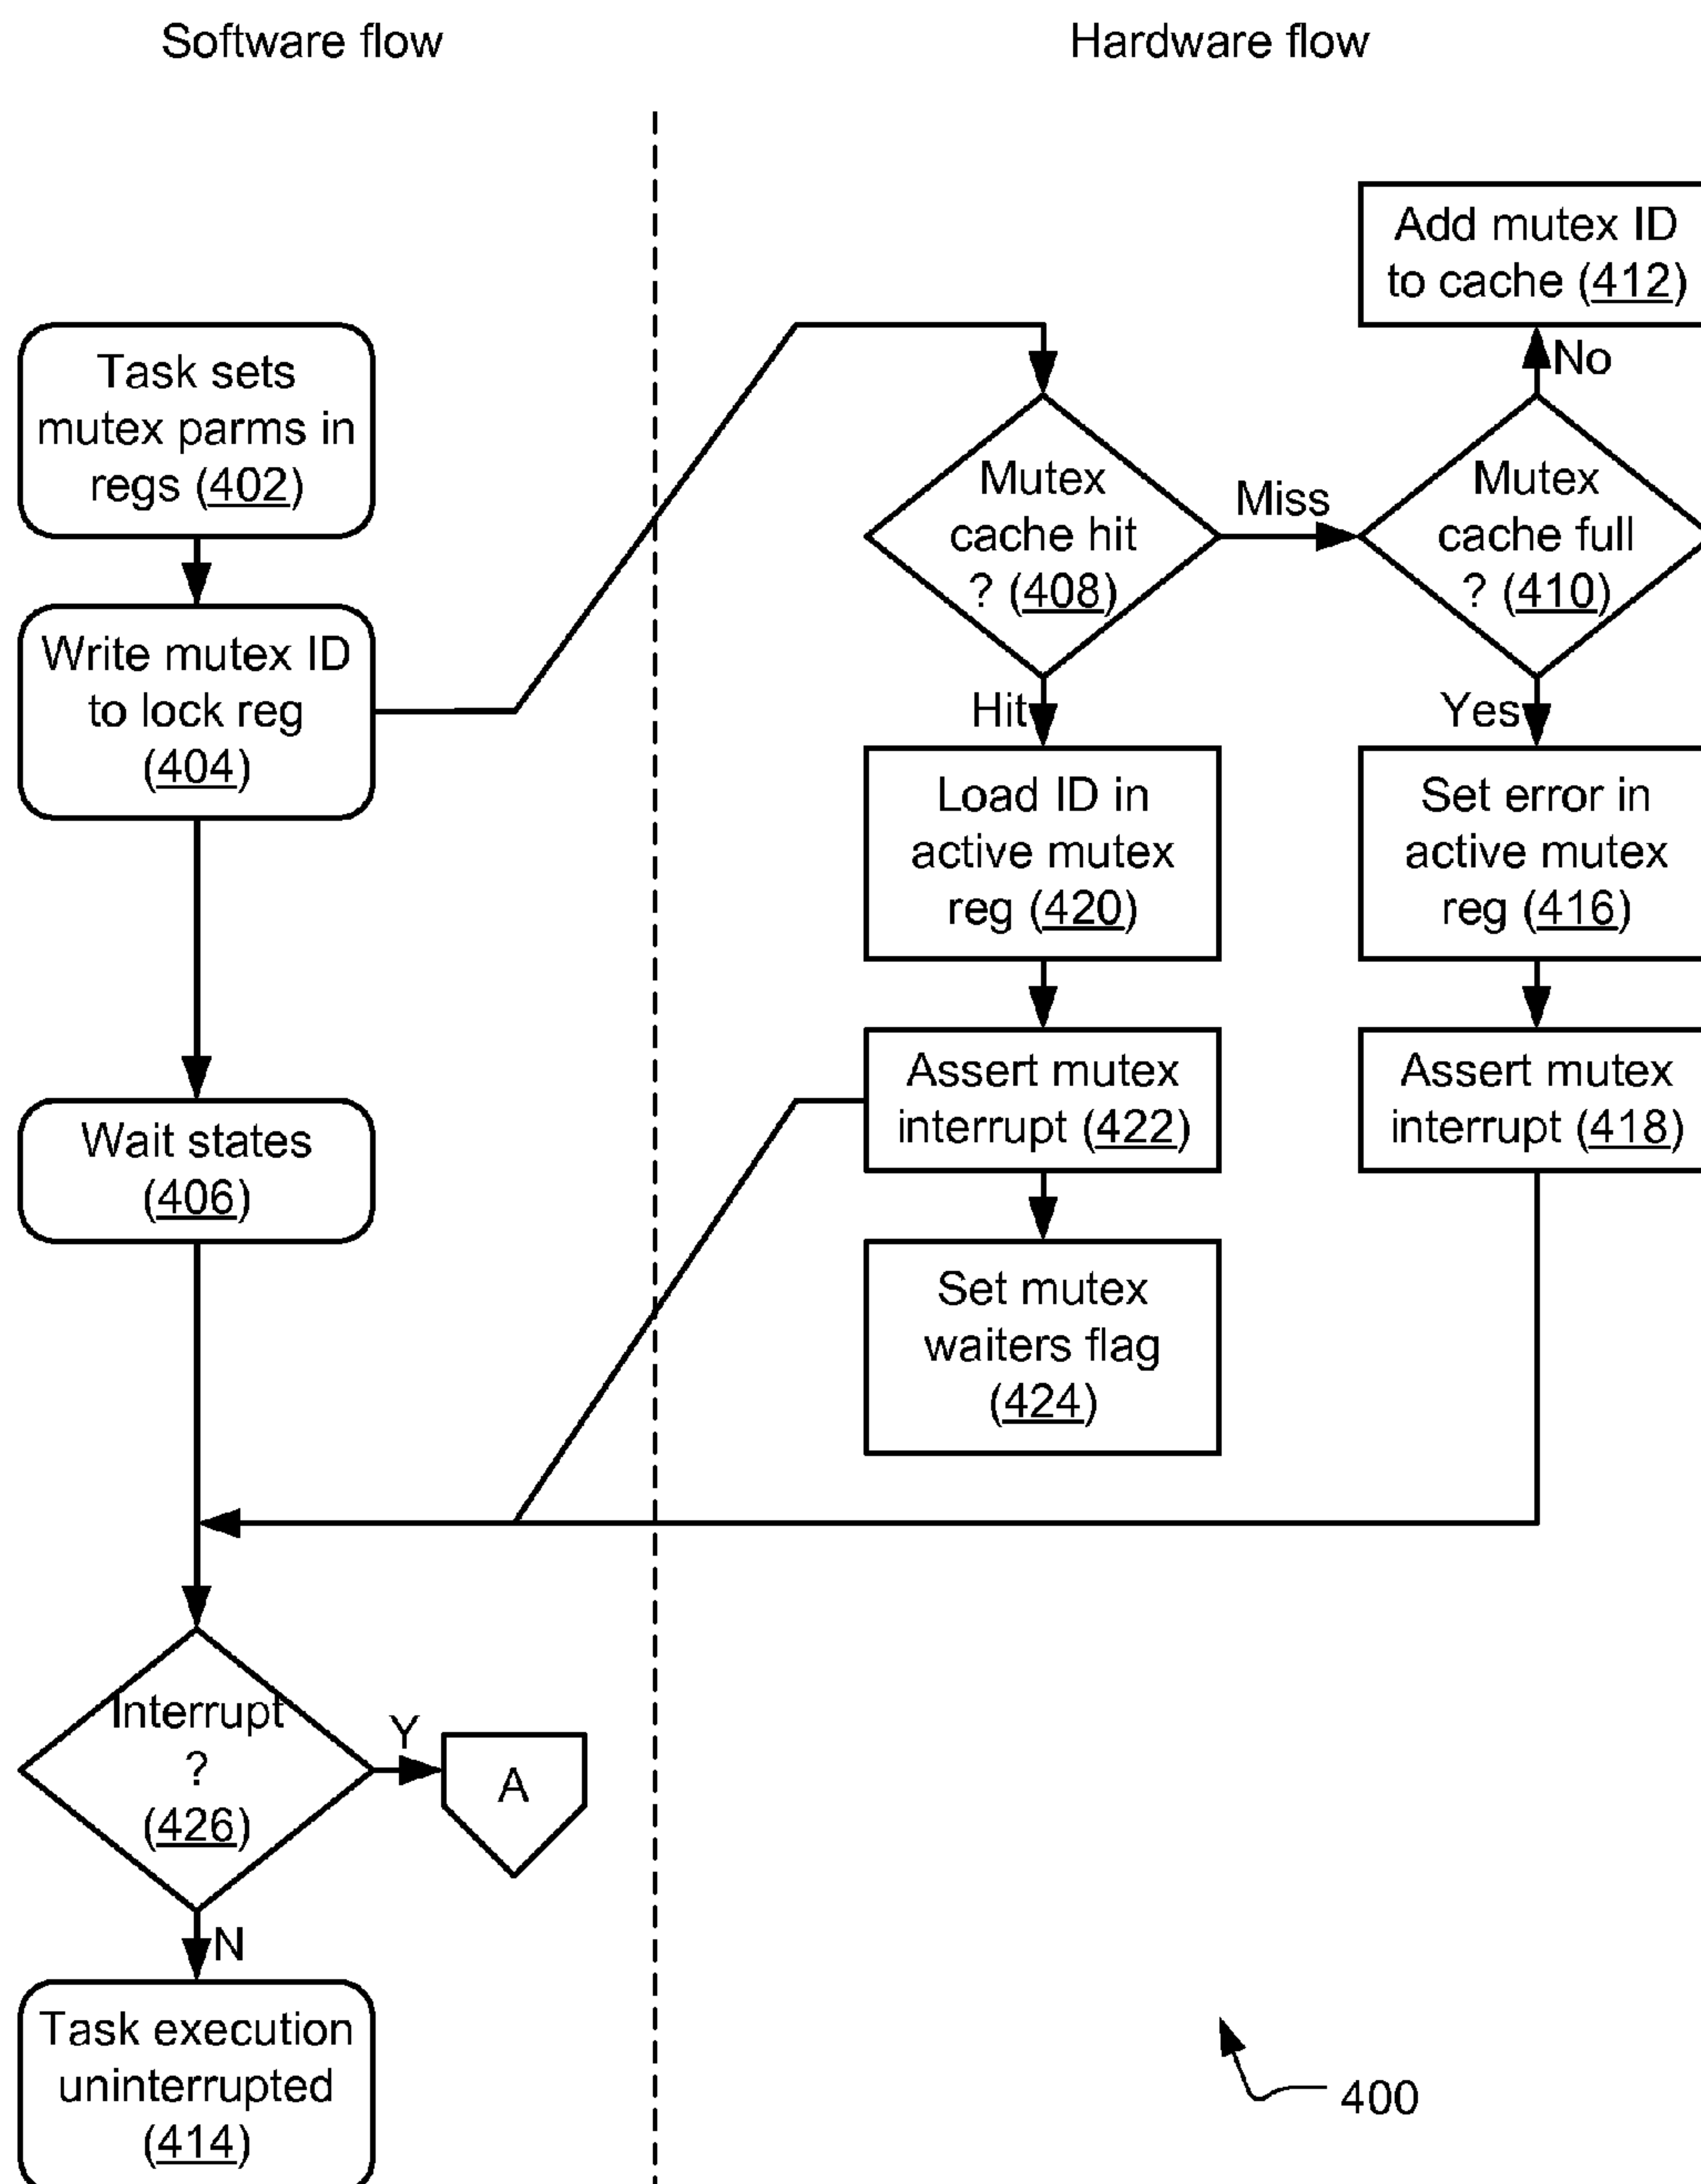 Software flow
Hardware flow
Task sets
mutex parms in
regs (402)
Write mutex ID
to lock reg
(404)
Wait states
(406)
Interrupt
?
(426)
Y
A
N
Task execution
uninterrupted
(414)
Mutex
cache hit
? (408)
Miss
Hit
Load ID in
active mutex
reg (420)
Assert mutex
interrupt (422)
Set mutex
waiters flag
(424)
Add mutex ID
to cache (412)
No
Mutex
cache full
? (410)
Yes
Set error in
active mutex
reg (416)
Assert mutex
interrupt (418)
400